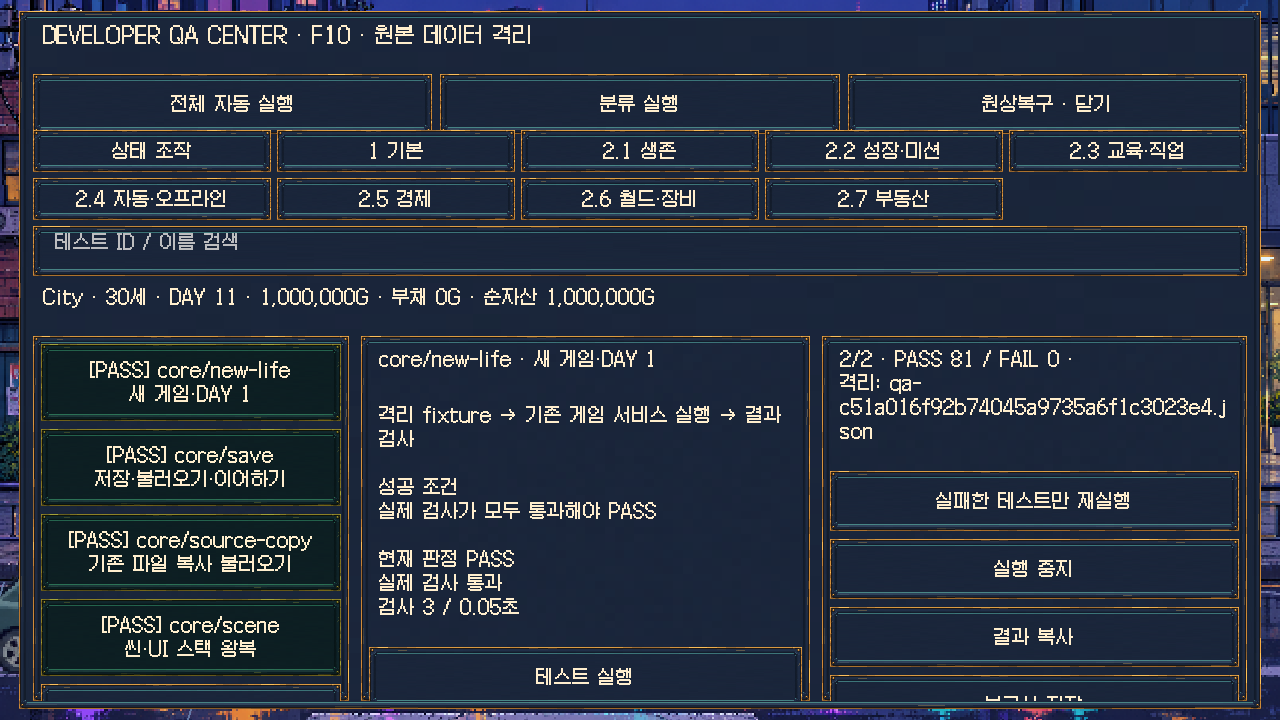 DEVELOPER QA CENTER · F10 · 원본 데이터 격리
전체 자동 실행
분류 실행
원상복구 · 닫기
상태 조작
1 기본
2.1 생존
2.2 성장·미션
2.3 교육·직업
2.4 자동·오프라인
2.5 경제
2.6 월드·장비
2.7 부동산
테스트 ID / 이름 검색
City · 30세 · DAY 11 · 1,000,000G · 부채 0G · 순자산 1,000,000G
[PASS] core/new-life
새 게임·DAY 1
[PASS] core/save
저장·불러오기·이어하기
[PASS] core/source-copy
기존 파일 복사 불러오기
[PASS] core/scene
씬·UI 스택 왕복
core/new-life · 새 게임·DAY 1
격리 fixture → 기존 게임 서비스 실행 → 결과
검사
성공 조건
실제 검사가 모두 통과해야 PASS
현재 판정 PASS
실제 검사 통과
검사 3 / 0.05초
테스트 실행
2/2 · PASS 81 / FAIL 0 ·
격리: qa-
c51a016f92b74045a9735a6f1c3023e4.j
son
실패한 테스트만 재실행
실행 중지
결과 복사